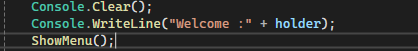 Console.Clear();
Console.WriteLine("Welcome :" + holder);
ShowMenu();